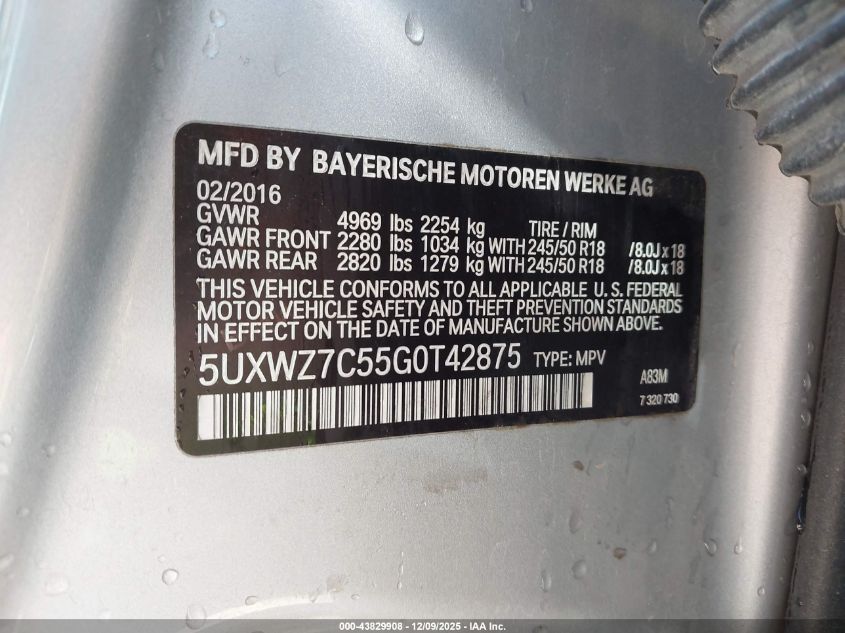 MFD BY BAYERISCHE MOTOREN WERKE AG
02/2016
GVWR 4969 lbs 2254 kg TIRE / RIM
GAWR FRONT 2280 lbs 1034 kg WITH 245/50 R18 /8.0J x 18
GAWR REAR 2820 lbs 1279 kg WITH 245/50 R18 /8.0J x 18
THIS VEHICLE CONFORMS TO ALL APPLICABLE U. S. FEDERAL
MOTOR VEHICLE SAFETY AND THEFT PREVENTION STANDARDS
IN EFFECT ON THE DATE OF MANUFACTURE SHOWN ABOVE.
5UXWZ7C55G0T42875 TYPE: MPV
A83M
7 320 730
000-43829908 - 12/09/2025 - IAA Inc.